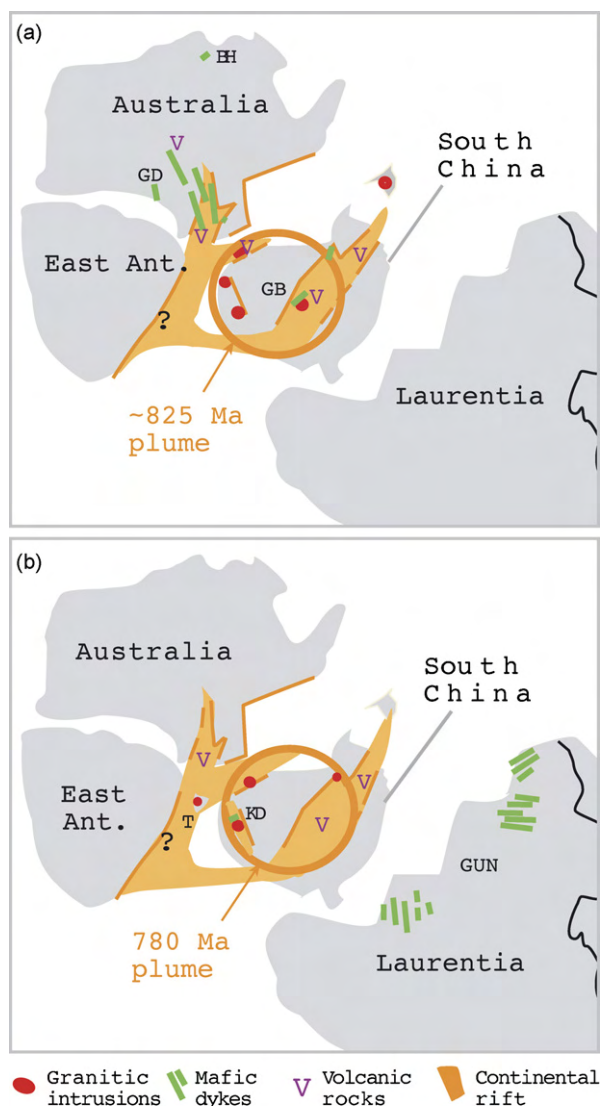 (a)
BH
Australia
V
South
China
GD
V
V
V
East Ant.
GB
V
?
Laurentia
~825 Ma
plume
(b)
Australia
South
China
V
V
East
Ant.
T
KD
V
?
GUN
780 Ma
plume
Laurentia
Granitic
intrusions
Mafic
dykes
V
Volcanic
rocks
Continental
rift